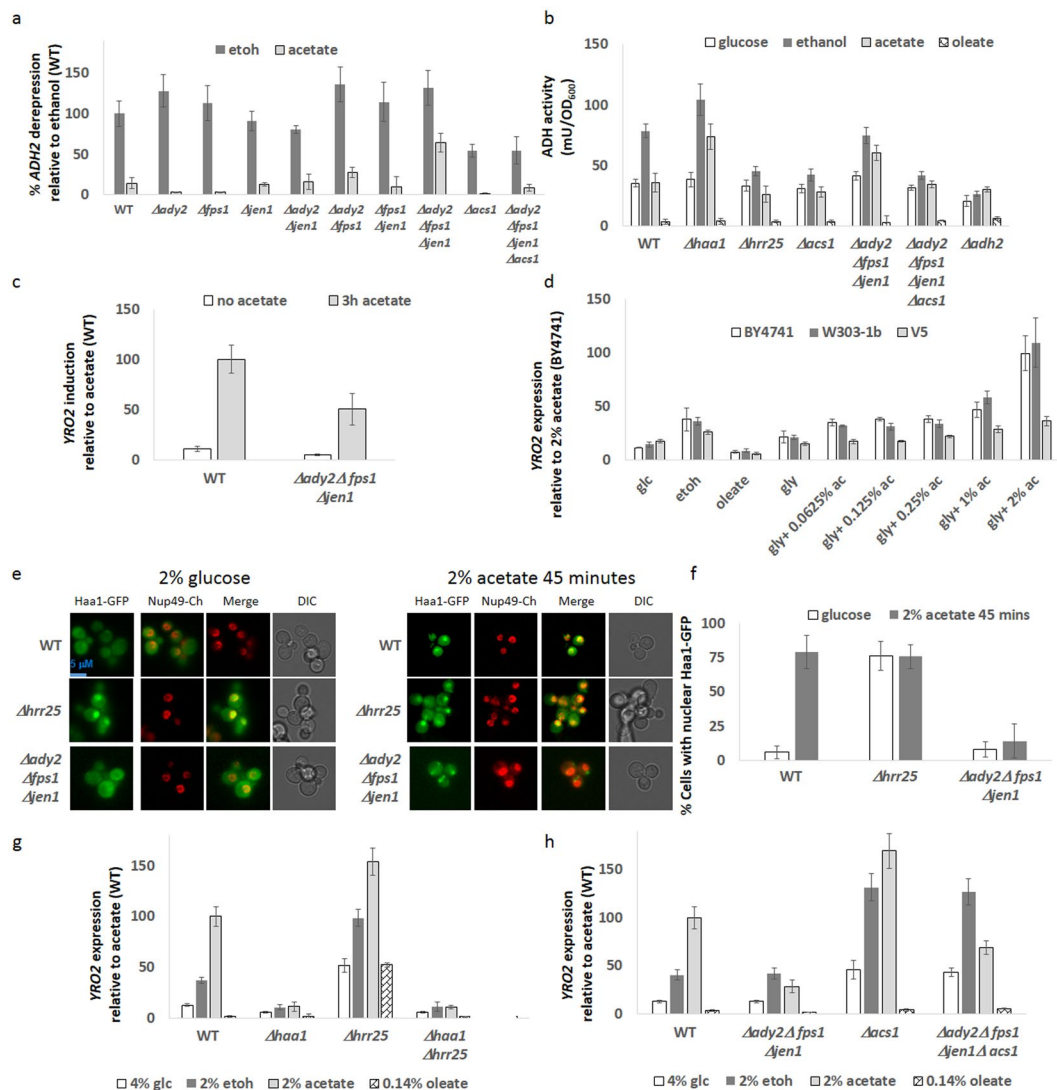 a
etoh acetate
% ADH2 derepression
relative to ethanol (WT)
150
100
50
0
WT Δady2 Δfps1 Δjen1 Δady2 Δady2 Δfps1 Δady2 Δacs1 Δady2
Δjen1 Δfps1 Δjen1 Δfps1 Δfps1
Δjen1 Δjen1
Δacs1
b
glucose ethanol acetate oleate
ADH activity
(mU/OD600)
150
100
50
0
WT Δhaa1 Δhrr25 Δacs1 Δady2 Δady2 Δadh2
Δfps1 Δfps1
Δjen1 Δjen1
Δacs1
c
no acetate 3h acetate
YRO2 induction
relative to acetate (WT)
150
100
50
0
WT Δady2Δfps1
Δjen1
d
BY4741 W303-1b V5
YRO2 expression
relative to 2% acetate (BY4741)
150
100
50
0
glc etoh oleate gly gly+ 0.0625% ac gly+ 0.125% ac gly+ 0.25% ac gly+ 1% ac gly+ 2% ac
e
2% glucose
Haa1-GFP Nup49-Ch Merge DIC
WT
5 µM
Δhrr25
Δady2
Δfps1
Δjen1
2% acetate 45 minutes
Haa1-GFP Nup49-Ch Merge DIC
WT
Δhrr25
Δady2
Δfps1
Δjen1
f
glucose 2% acetate 45 mins
% Cells with nuclear Haa1-GFP
100
75
50
25
0
WT Δhrr25 Δady2Δfps1
Δjen1
g
YRO2 expression
relative to acetate (WT)
150
100
50
0
WT Δhaa1 Δhrr25 Δhaa1
Δhrr25
4% glc 2% etoh 2% acetate 0.14% oleate
h
YRO2 expression
relative to acetate (WT)
150
100
50
0
WT Δady2Δfps1 Δacs1 Δady2Δfps1
Δjen1 Δjen1Δacs1
4% glc 2% etoh 2% acetate 0.14% oleate